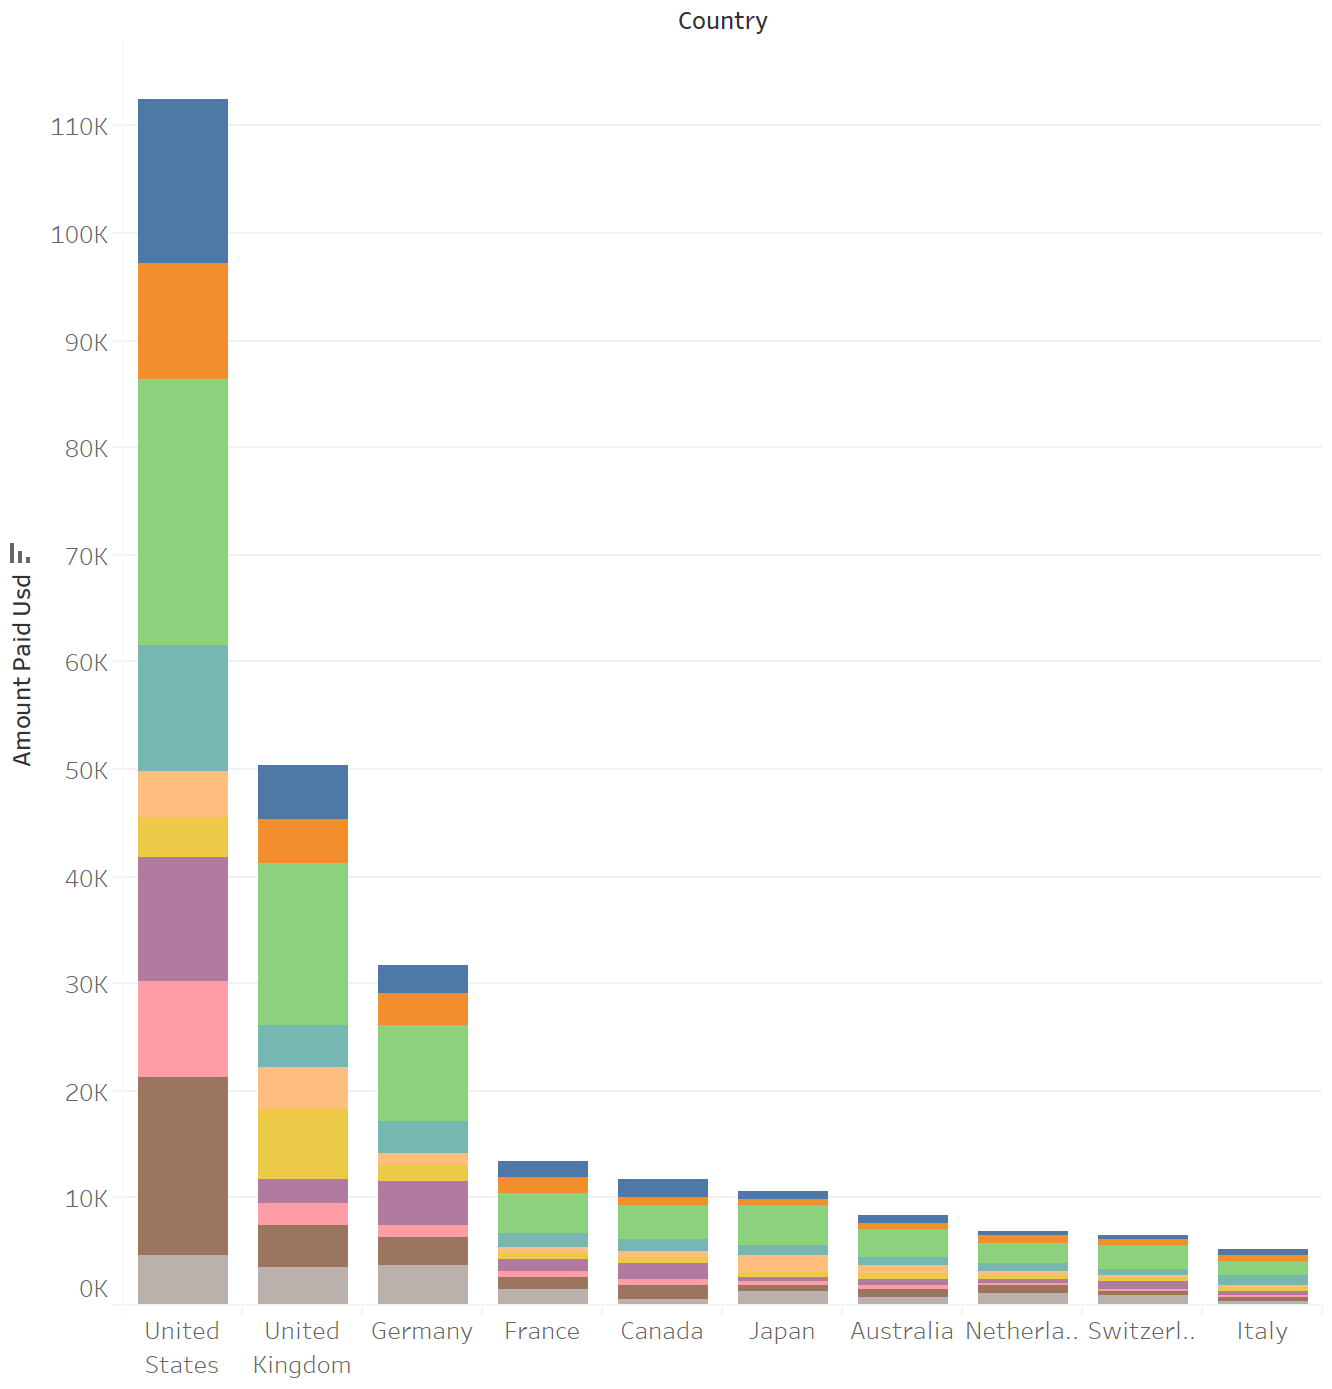 Country
110K
100K
90K
80K
70K
60K
50K
40K
30K
20K
10K
0K
Amount Paid Usd
United States
United Kingdom
Germany
France
Canada
Japan
Australia
Netherla..
Switzerl..
Italy